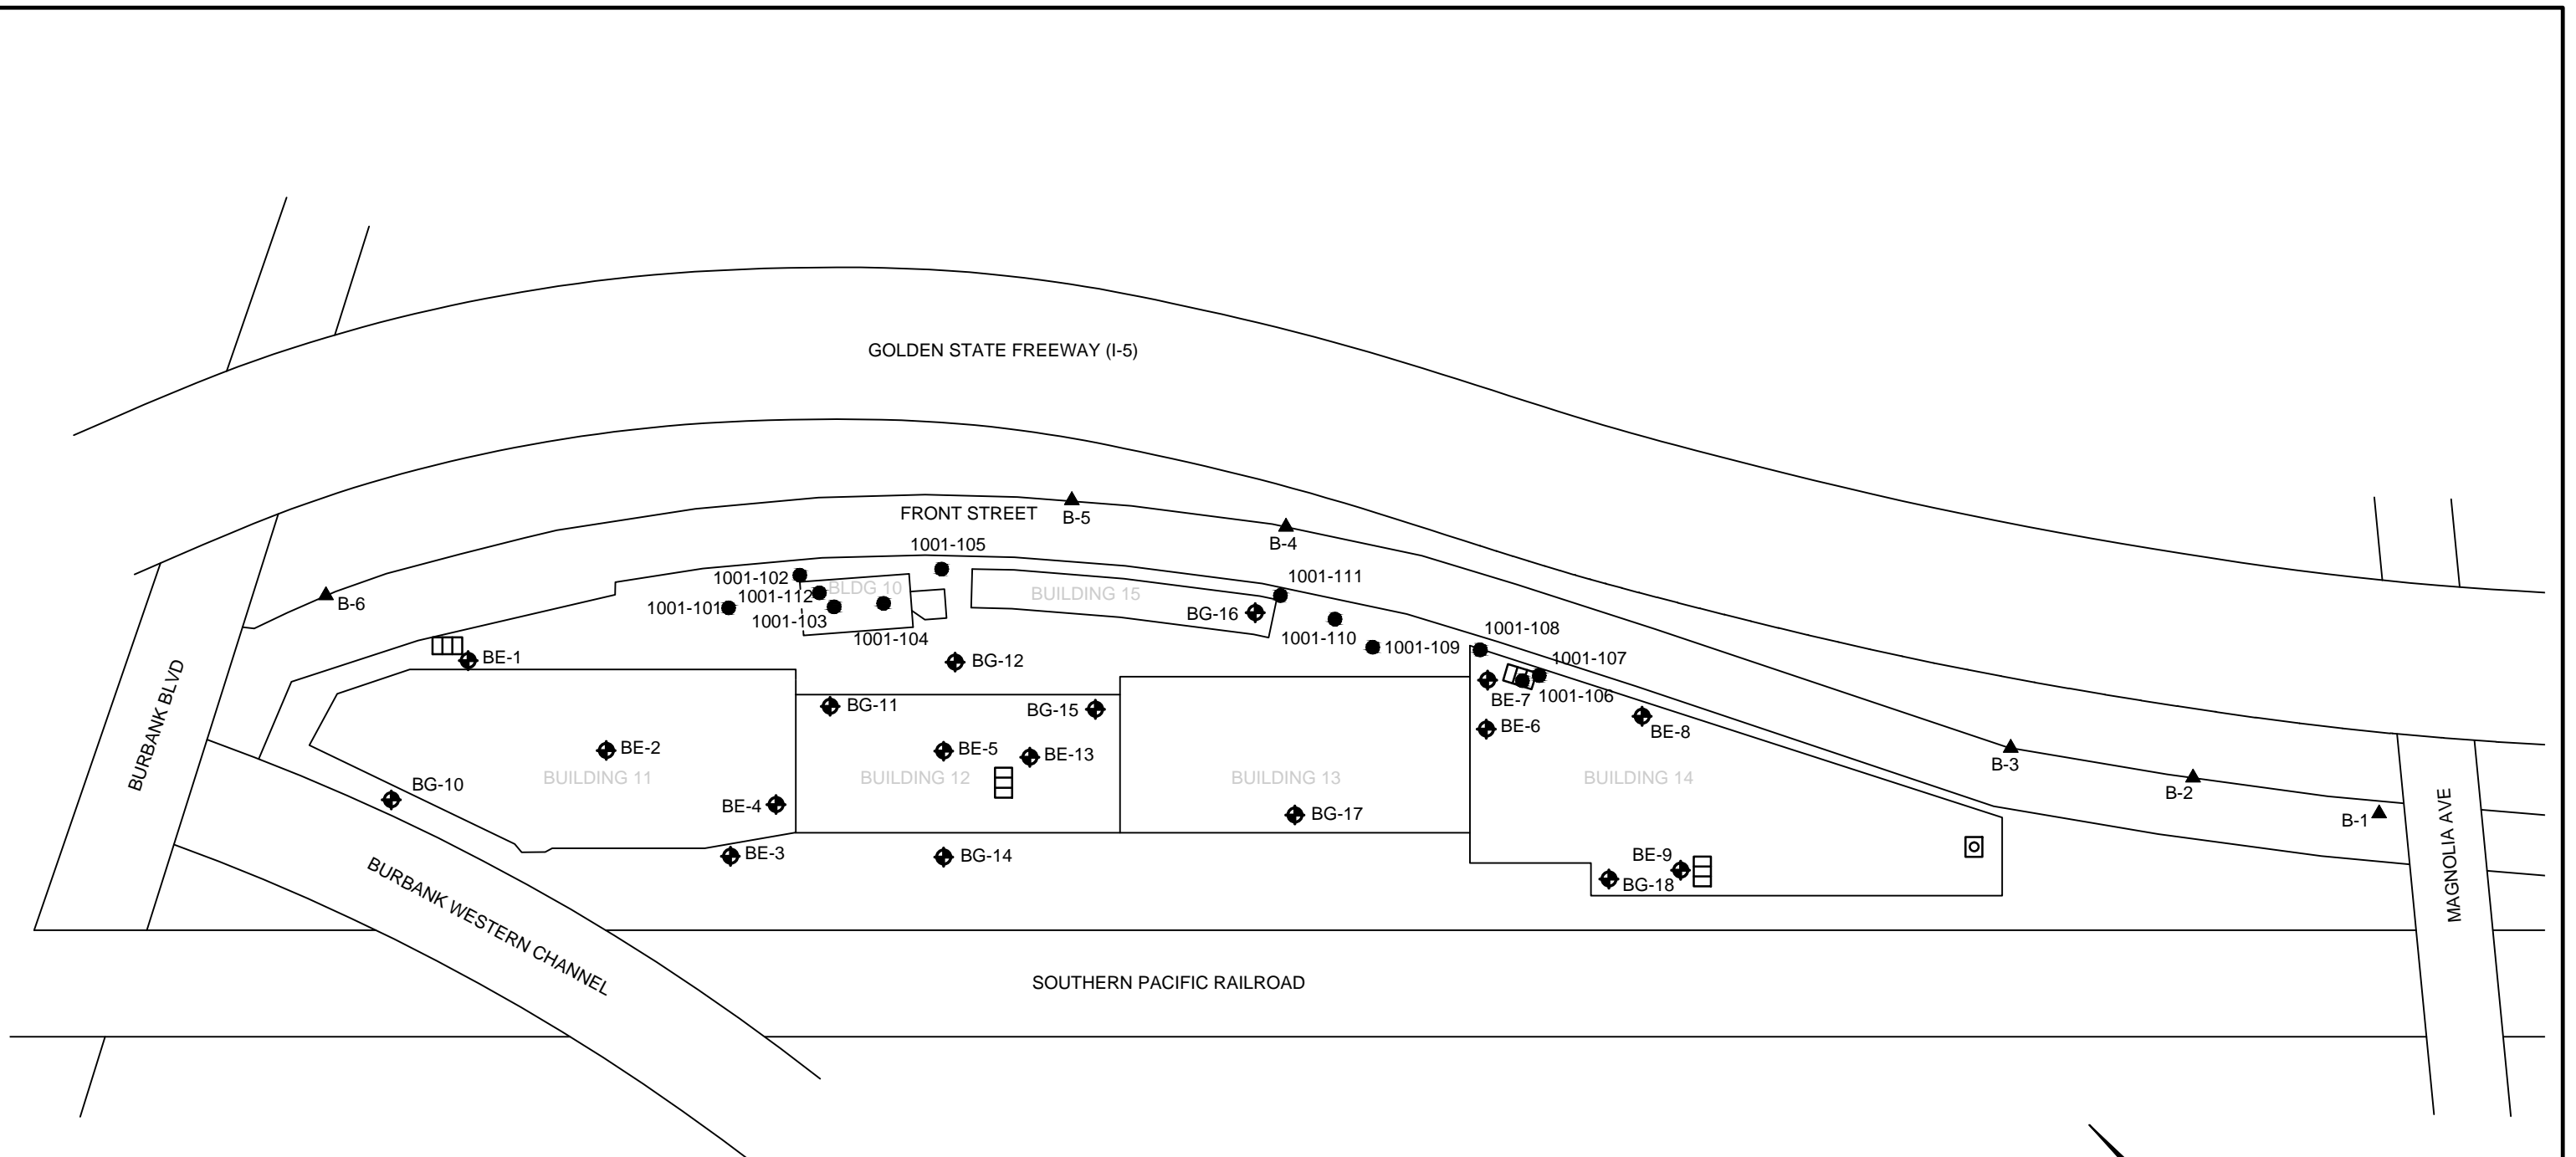 GOLDEN STATE FREEWAY (I-5)
FRONT STREET
B-5
B-4
1001-105
1001-102
BLDG 10
1001-111
1001-112
BUILDING 15
B-6
1001-101
BG-16
1001-103
1001-108
1001-104
1001-110
1001-109
BE-1
BG-12
1001-107
1001-106
BE-7
BG-11
BG-15
BE-6
BE-8
BURBANK BLVD
BE-2
BE-5
BE-13
B-3
BUILDING 11
BUILDING 12
BUILDING 13
BUILDING 14
BG-10
B-2
BE-4
BG-17
B-1
MAGNOLIA AVE
BE-3
BG-14
BE-9
BG-18
BURBANK WESTERN CHANNEL
SOUTHERN PACIFIC RAILROAD